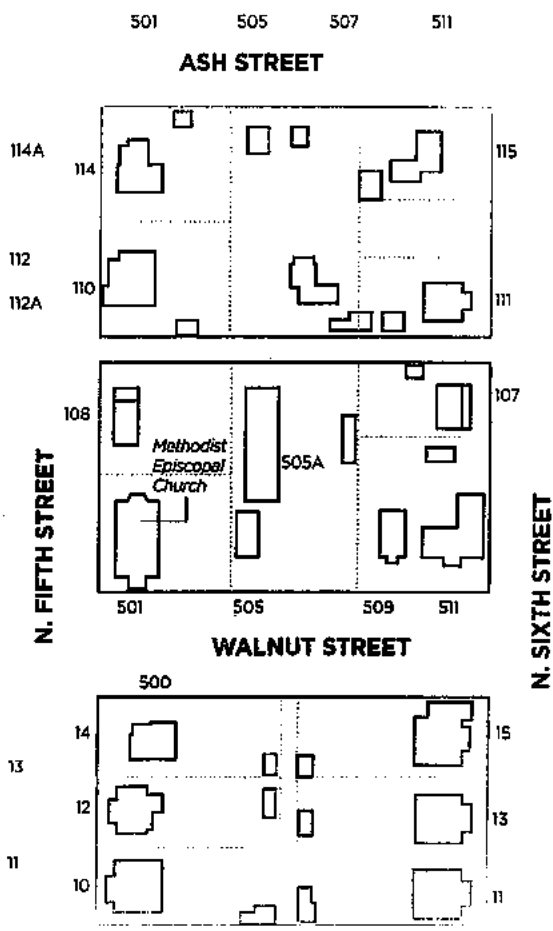 501 505 507 511
ASH STREET
114A 114 115
112 110 111
112A
108 107
Methodist
Episcopal
Church
505A
N. FIFTH STREET
N. SIXTH STREET
501 505 509 511
WALNUT STREET
500
14 15
13
12 13
11
10 11